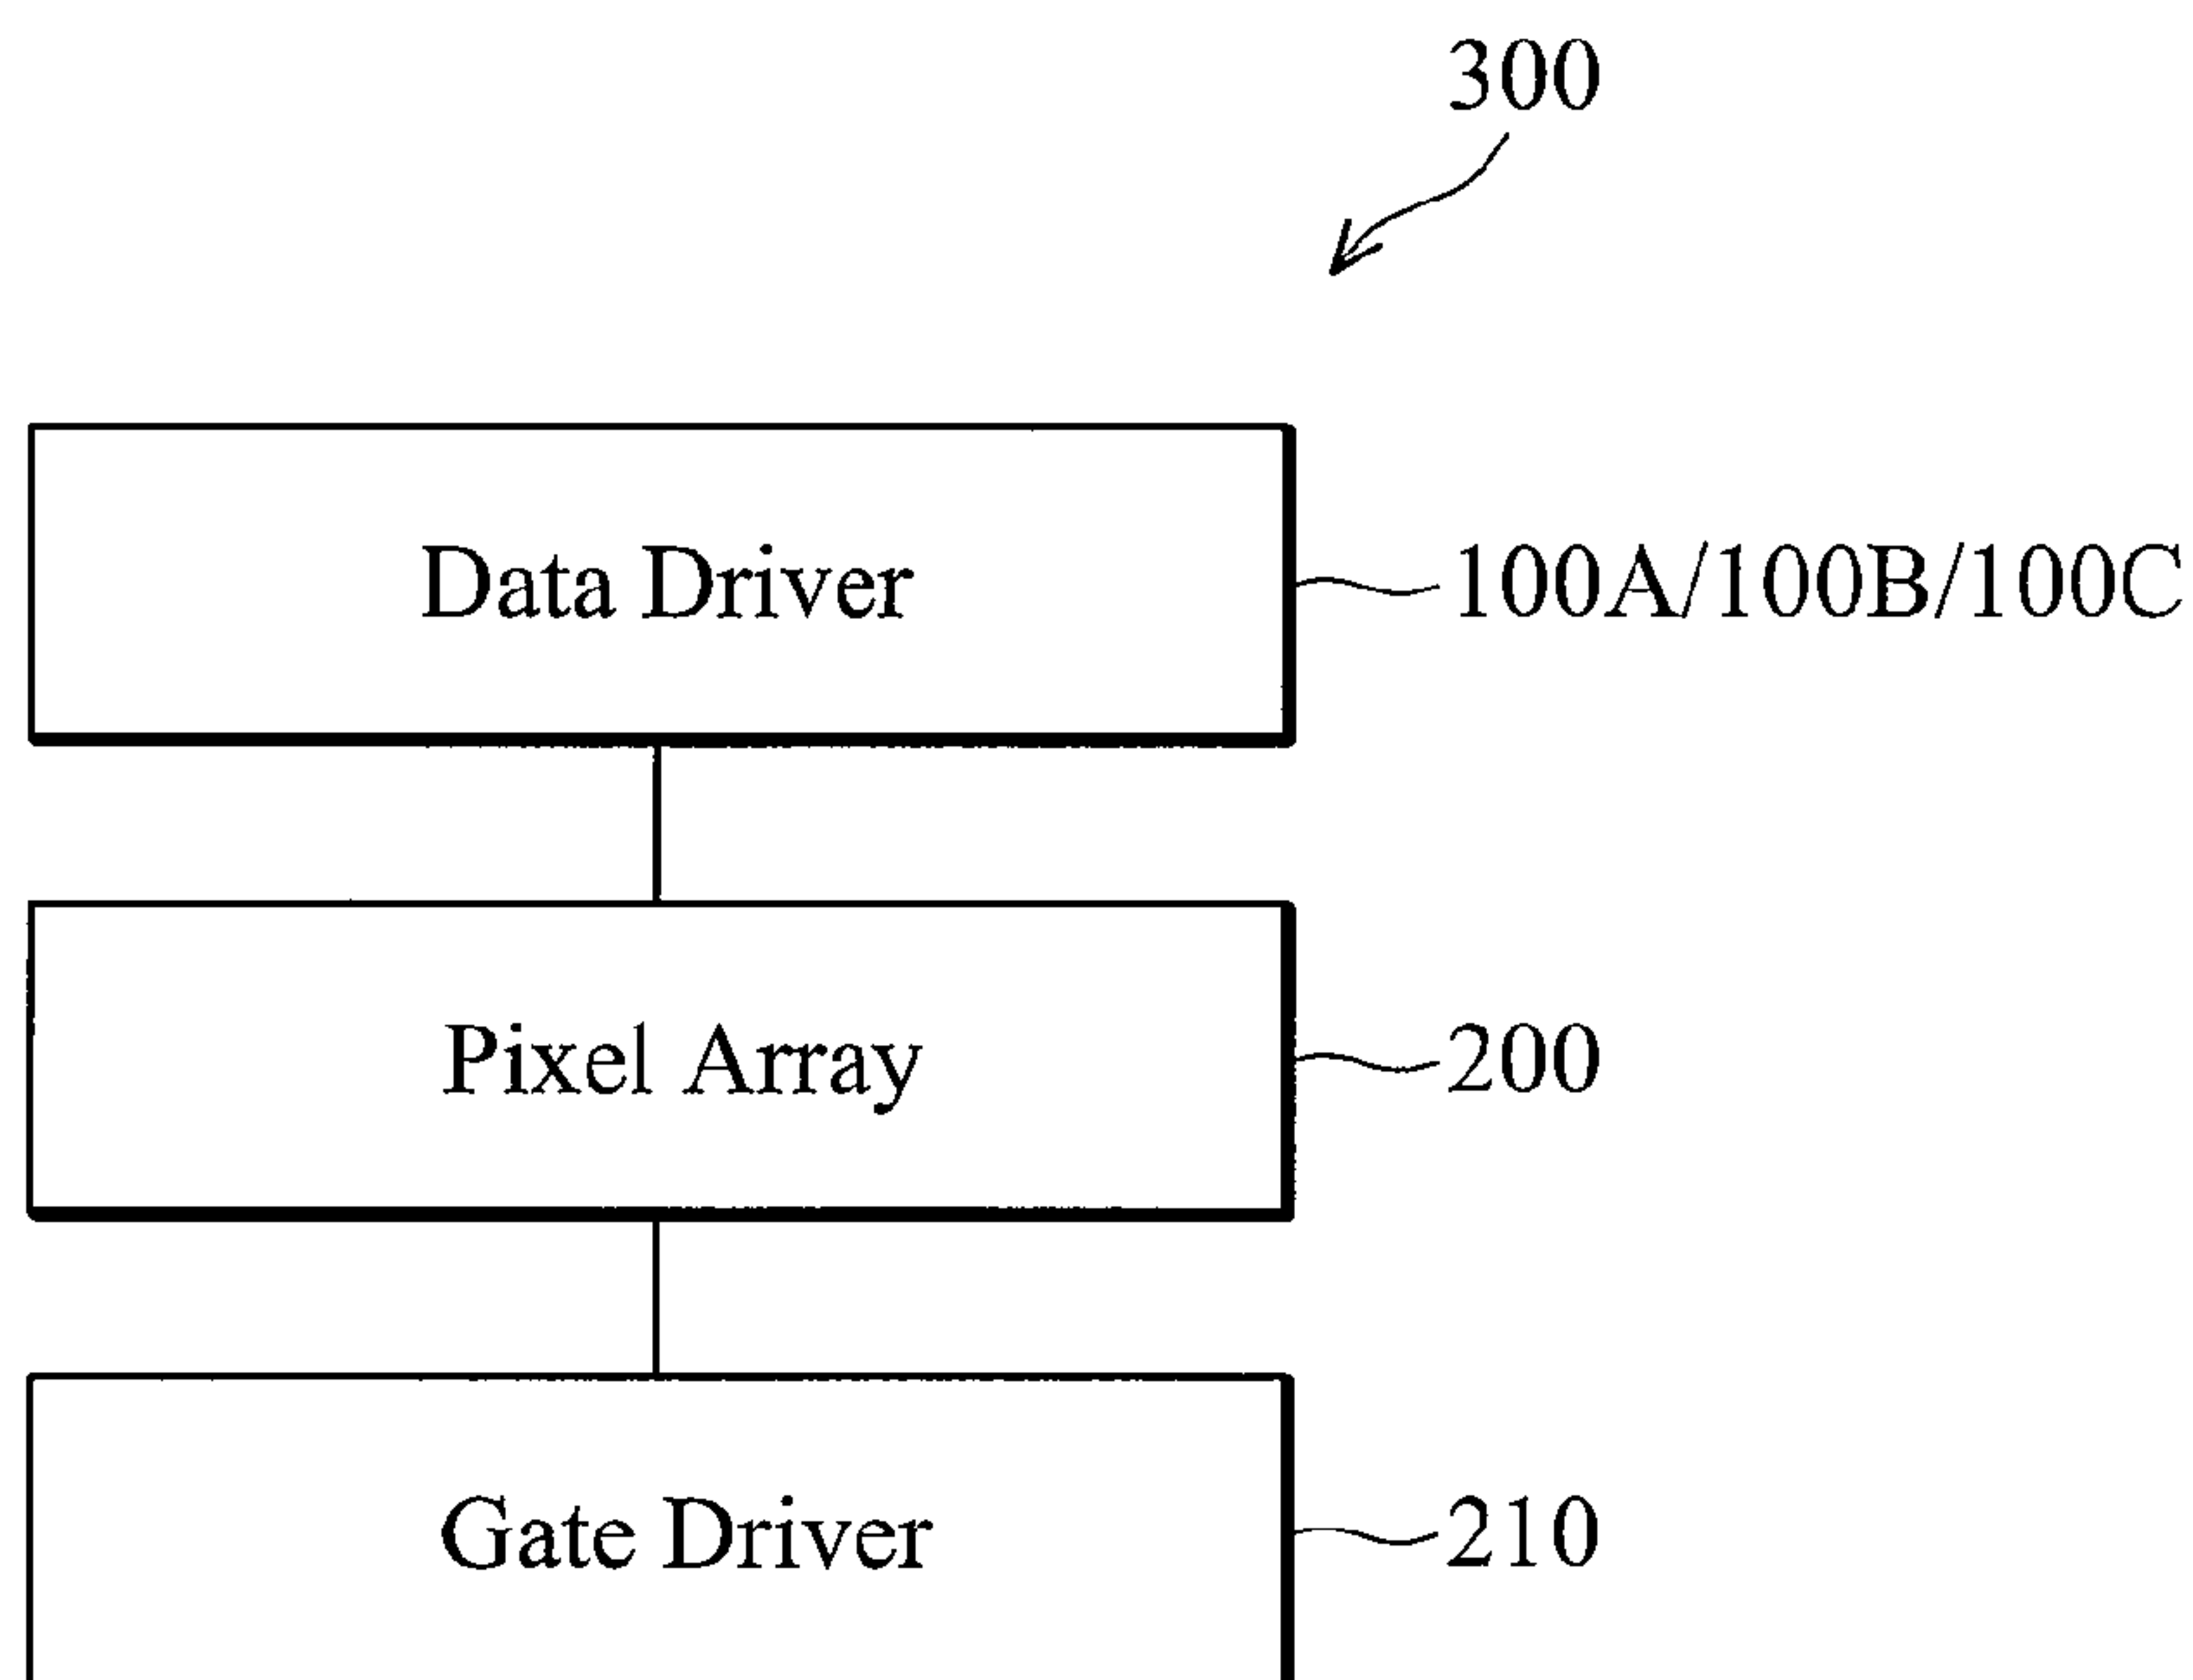 300
Data Driver
100A/100B/100C
Pixel Array
200
Gate Driver
210